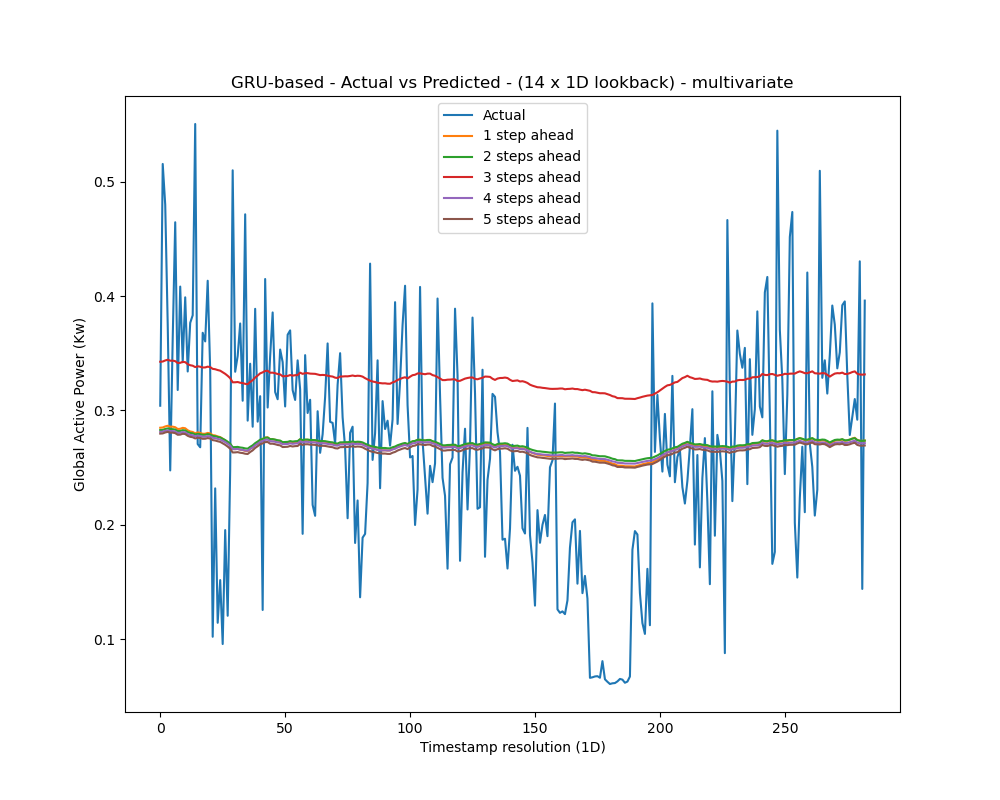 GRU-based - Actual vs Predicted - (14 x 1D lookback) - multivariate
Actual
1 step ahead
2 steps ahead
3 steps ahead
4 steps ahead
5 steps ahead
Global Active Power (Kw)
0.5
0.4
0.3
0.2
0.1
0 50 100 150 200 250
Timestamp resolution (1D)